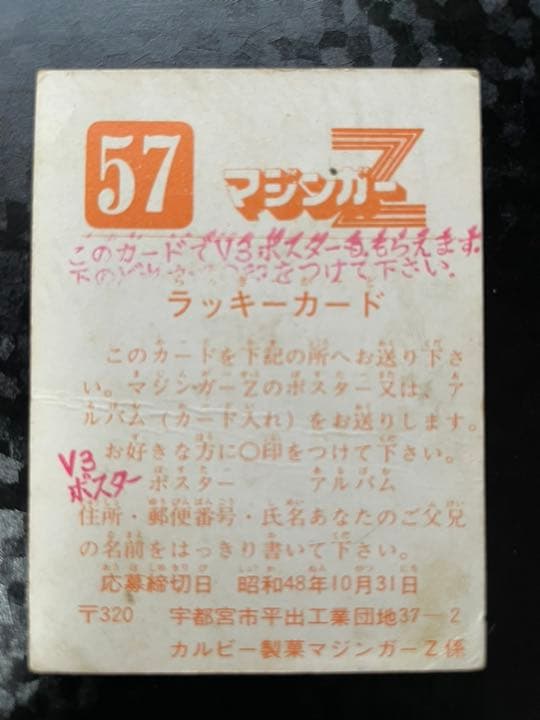 57
マジンガーZ
このカードでV3ポスターも、もらえます.
下の をつけて下さい.
ラッキーカード
このカードを下記の所へお送り下さ
い。マジンガーZのポスター又は、ア
ルバム（カード入れ）をお送りします。
お好きな方に〇印をつけて下さい。
V3
ポスター
ポスター アルバム
住所・郵便番号・氏名あなたのご父兄
の名前をはっきり書いて下さい。
応募締切日 昭和48年10月31日
〒320 宇都宮市平出工業団地37－2
カルビー製菓マジンガーZ係